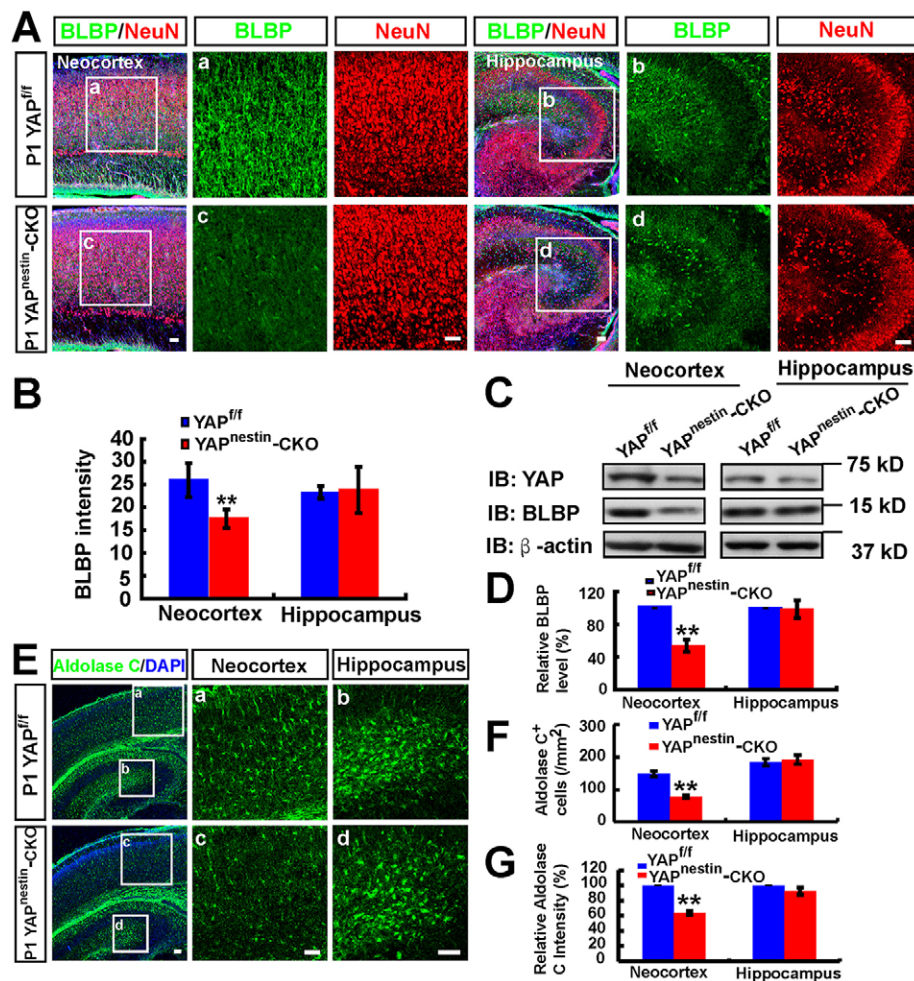 A
BLBP/NeuN BLBP NeuN BLBP/NeuN BLBP NeuN
P1 YAPf/f
Neocortex
a
a
Hippocampus
b
b
P1 YAPnestin-CKO
c
c
d
d
B
YAPf/f
YAPnestin-CKO
BLBP intensity
25
30
25
20
15
10
5
0
**
Neocortex Hippocampus
C
Neocortex Hippocampus
YAPf/f YAPnestin-CKO YAPf/f YAPnestin-CKO
IB: YAP 75 kD
IB: BLBP 15 kD
IB: β-actin 37 kD
D
YAPf/f
YAPnestin-CKO
Relative BLBP
level (%)
120
80
40
0
**
Neocortex Hippocampus
E
Aldolase C/DAPI Neocortex Hippocampus
P1 YAPf/f
a
b
a
b
P1 YAPnestin-CKO
c
d
c
d
F
YAPf/f
YAPnestin-CKO
Aldolase C+
cells (/mm2)
300
200
100
0
**
Neocortex Hippocampus
G
YAPf/f
YAPnestin-CKO
Relative Aldolase
C Intensity (%)
100
80
60
40
20
0
**
Neocortex Hippocampus